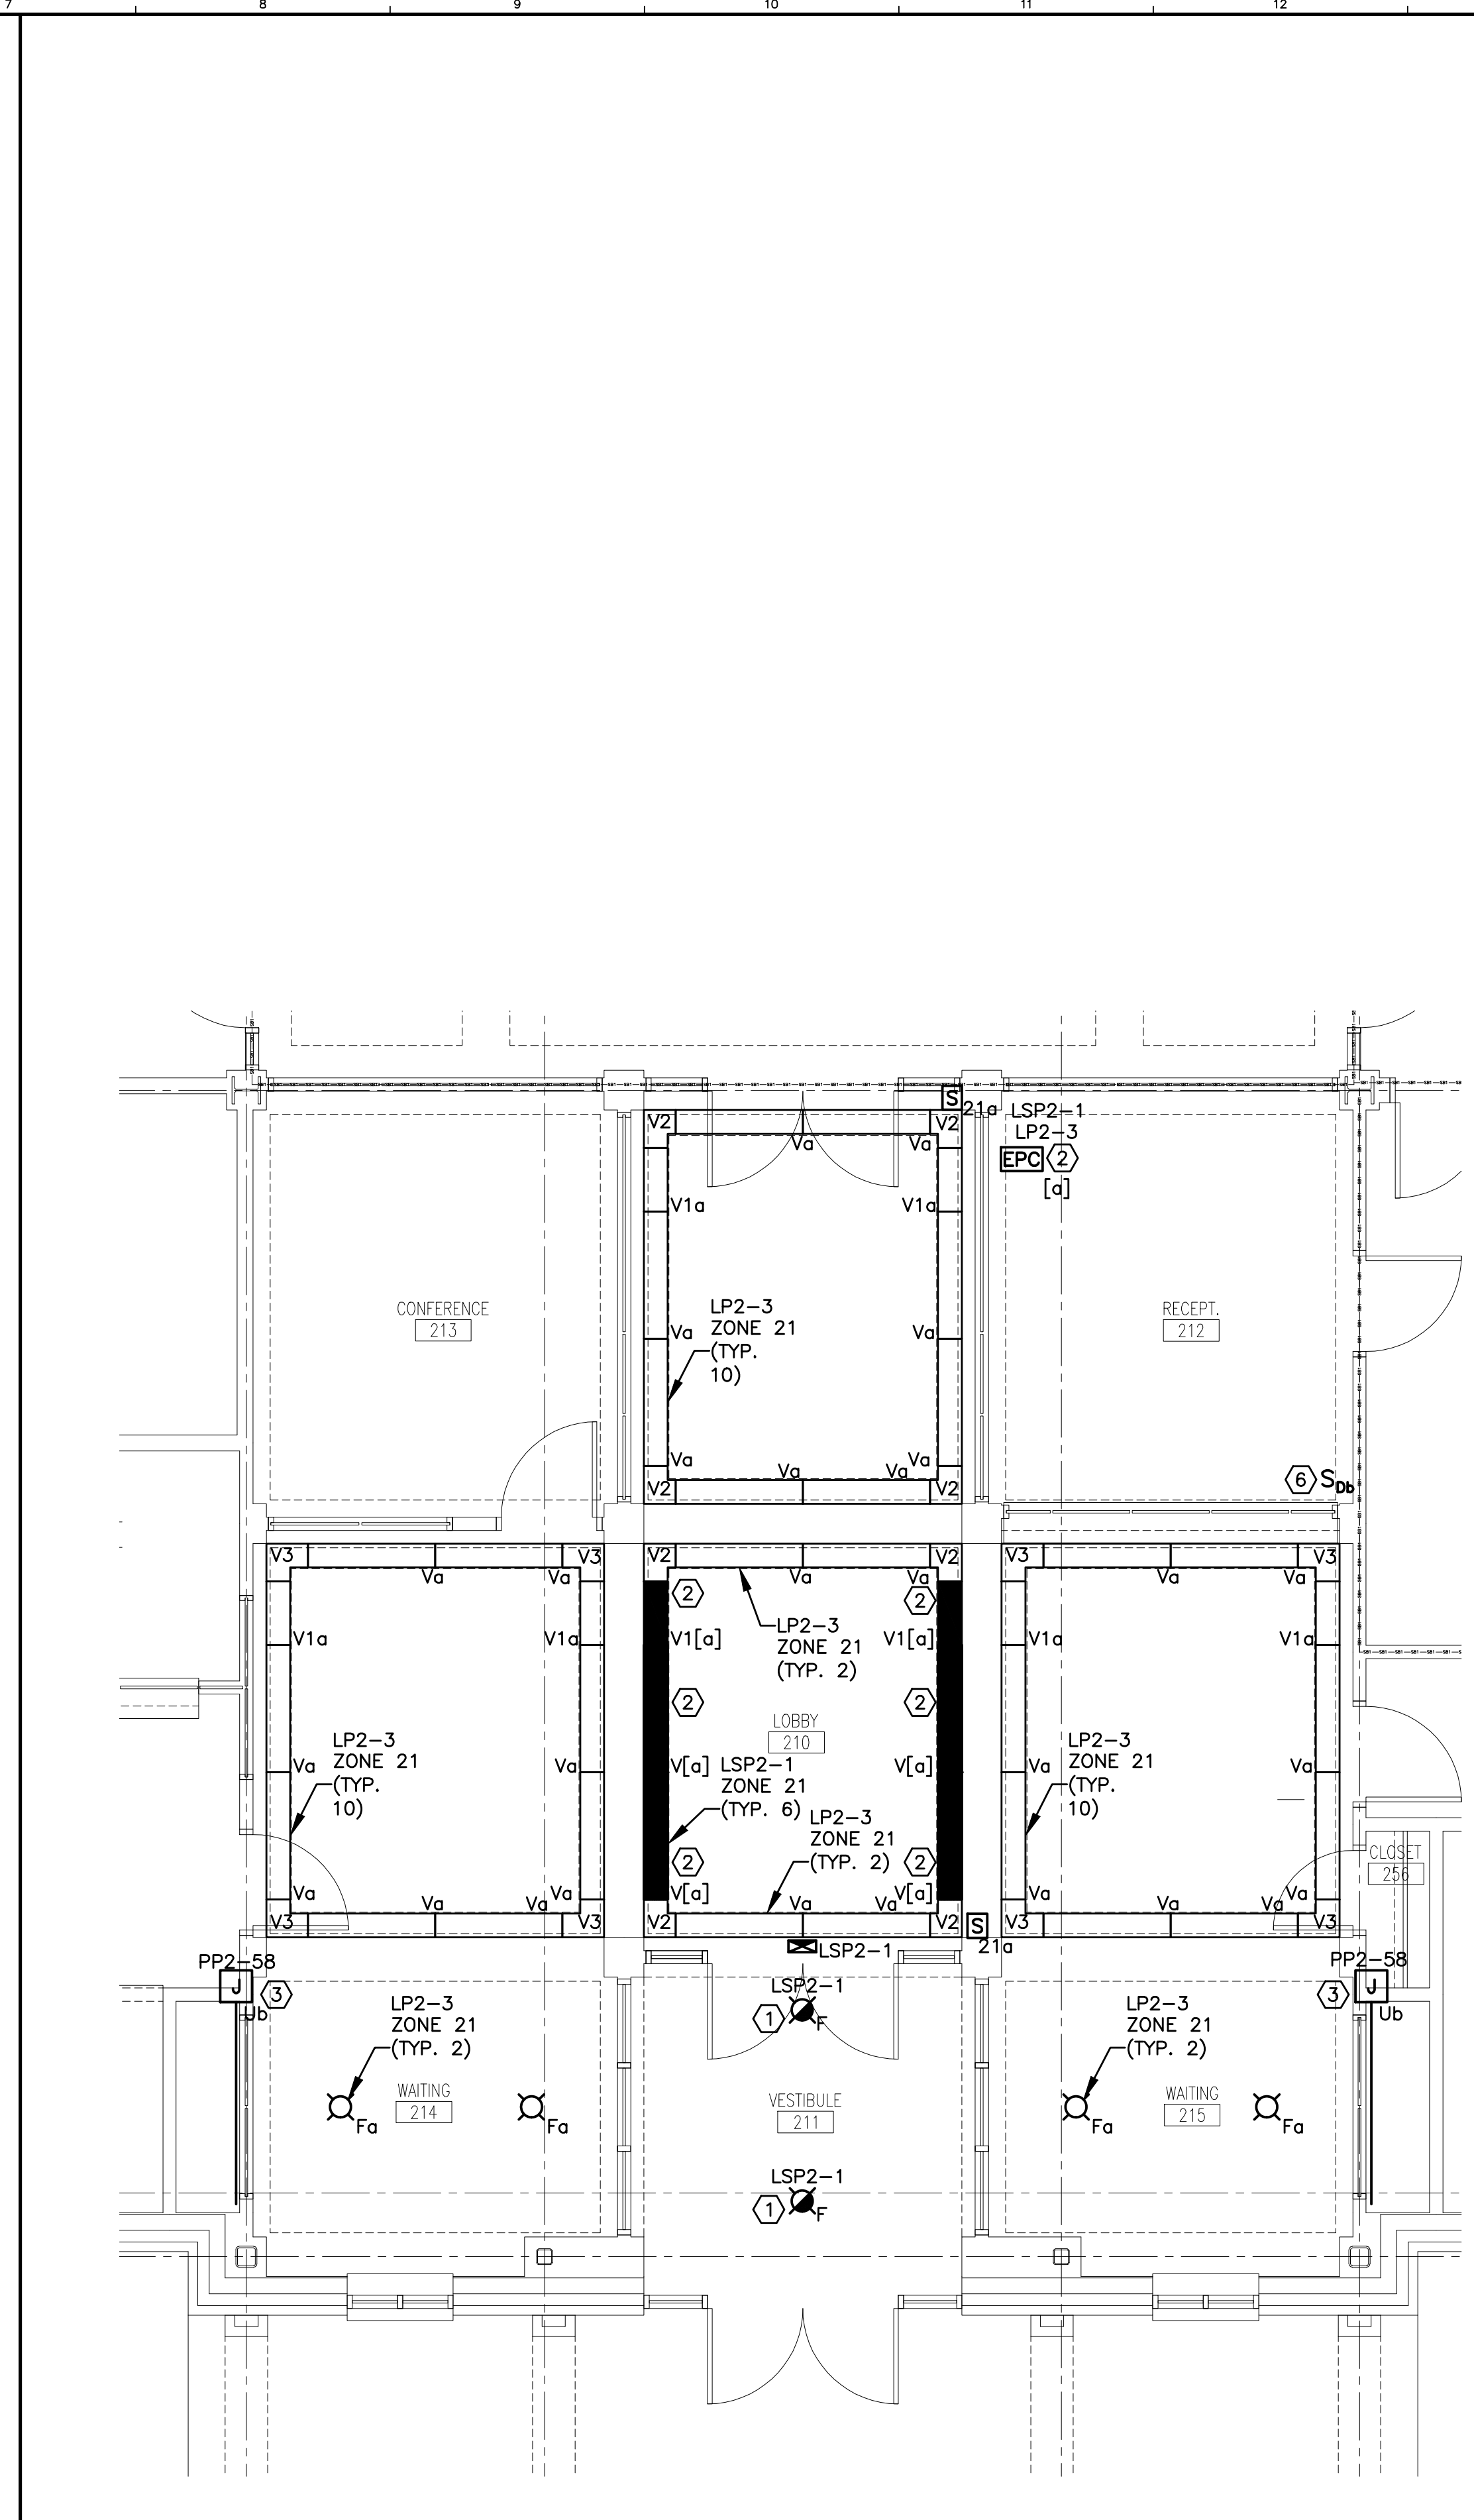 7 8 9 10 11 12
S
21a LSP2-1
V2 V2
LP2-3
Va Va
EPC 2
[a]
V1a V1a
CONFERENCE
213
LP2-3
ZONE 21
(TYP.
10)
RECEPT.
212
Va Va
Va Va
Va Va
6 SDb
V2 V2
V3 V3 V2 V2 V3 V3
Va Va Va Va Va Va
2 2
LP2-3
ZONE 21
(TYP. 2)
V1a V1a V1[a] V1[a] V1a V1a
2 2
LOBBY
210
LP2-3
ZONE 21
(TYP.
10)
LP2-3
ZONE 21
(TYP.
10)
Va Va V[a] V[a] Va Va
LSP2-1
ZONE 21
(TYP. 6)
LP2-3
ZONE 21
(TYP. 2)
2 2
CLOSET
256
Va Va V[a] V[a] Va Va
Va Va Va Va Va Va
V3 V3 V2 V2 S V3 V3
21a
LSP2-1
PP2-58 PP2-58
J 3 3 J
Ub Ub
LSP2-1
1 F
LP2-3
ZONE 21
(TYP. 2)
LP2-3
ZONE 21
(TYP. 2)
WAITING
214
VESTIBULE
211
WAITING
215
Fa Fa Fa Fa
LSP2-1
1 F